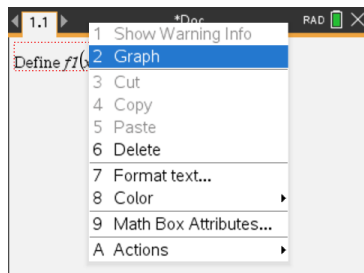 1.1 *Doc RAD
1 Show Warning Info
Define f1(x
2 Graph
3 Cut
4 Copy
5 Paste
6 Delete
7 Format text...
8 Color
9 Math Box Attributes...
A Actions